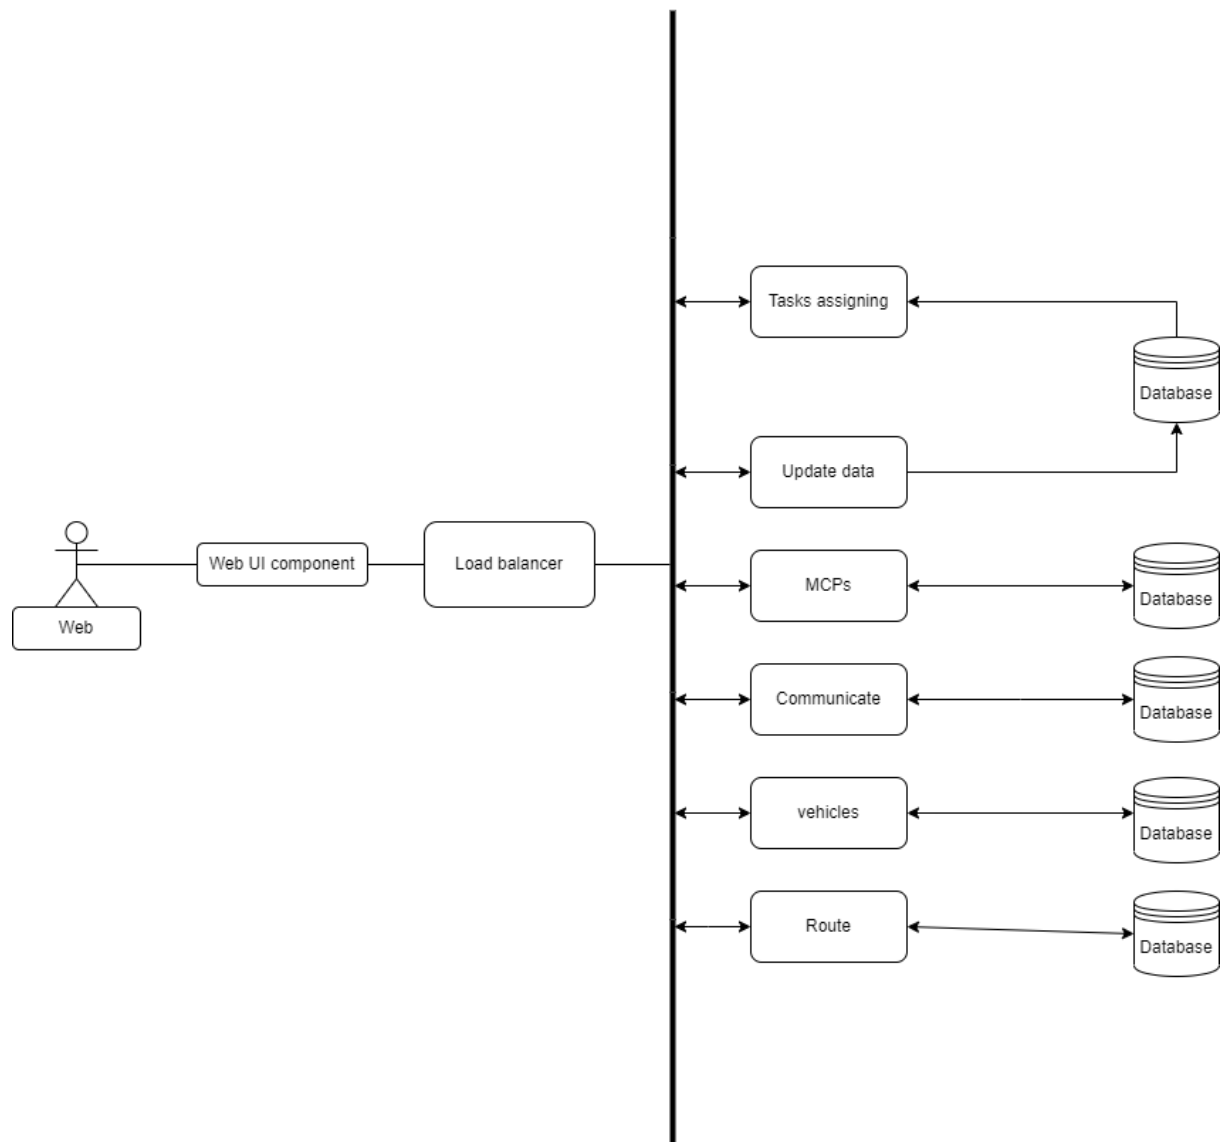 Tasks assigning
Database
Update data
Web UI component
Load balancer
MCPs
Database
Web
Communicate
Database
vehicles
Database
Route
Database